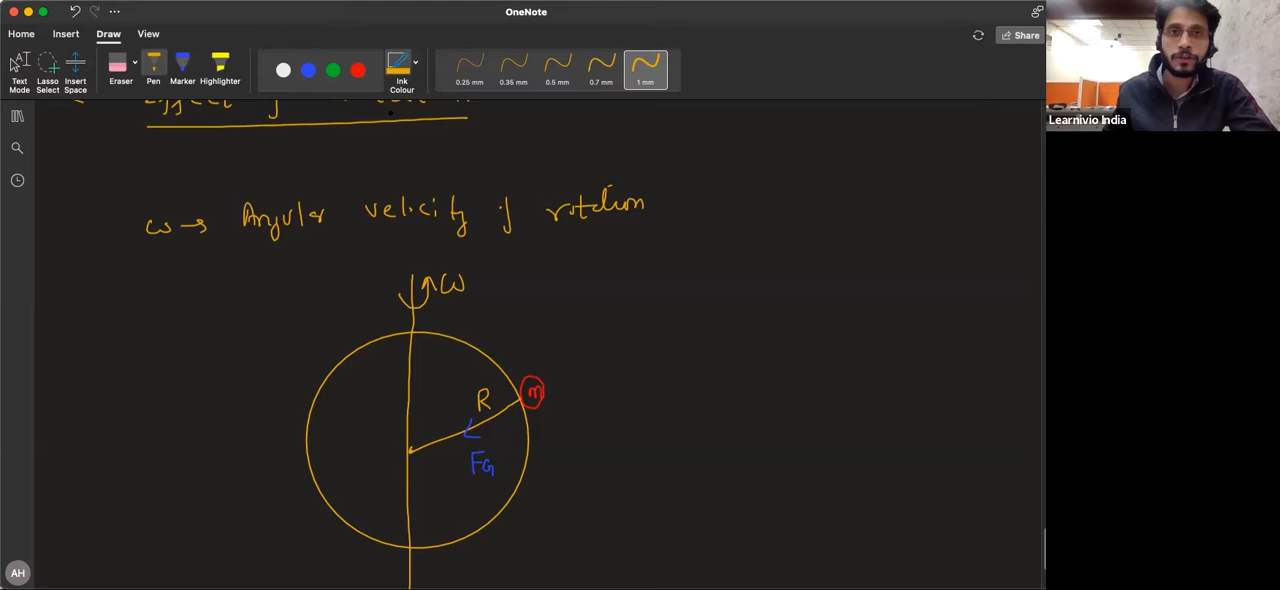 OneNote
Home Insert Draw View
Share
Text Mode
Lasso Select
Insert Space
Eraser
Pen
Marker
Highlighter
Ink Colour
0.25 mm
0.35 mm
0.5 mm
0.7 mm
1 mm
Learnivio India
Effect of
ω → Angular velocity of rotation
ω
R
m
FG
AH